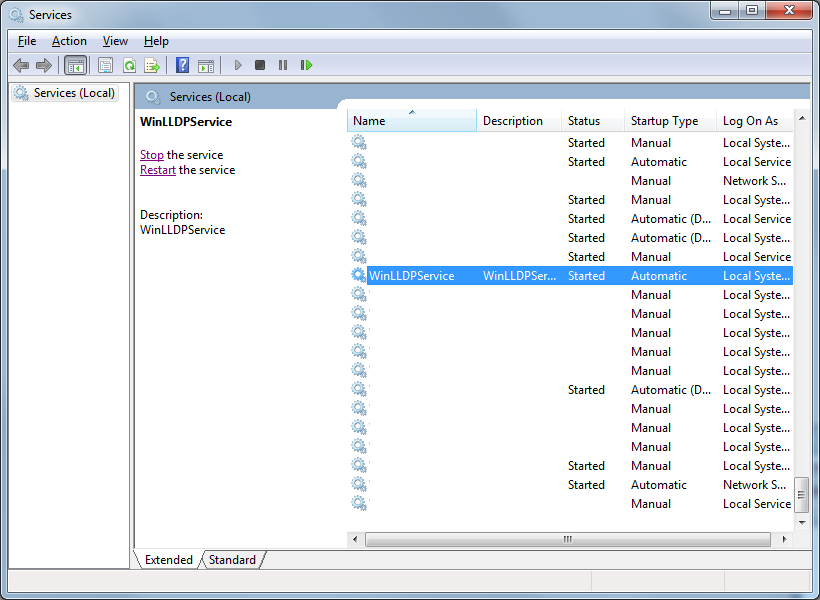 Services
File Action View Help
Services (Local)
Services (Local)
WinLLDPService
Stop the service
Restart the service
Description:
WinLLDPService
Name Description Status Startup Type Log On As
Started Manual Local Syste...
Started Automatic Local Service
Manual Network S...
Started Manual Local Syste...
Started Automatic (D... Local Service
Started Automatic (D... Local Syste...
Started Manual Local Service
WinLLDPService WinLLDPSer... Started Automatic Local Syste...
Manual Local Syste...
Manual Local Syste...
Manual Local Syste...
Manual Local Syste...
Manual Local Syste...
Started Automatic (D... Local Syste...
Manual Local Syste...
Manual Local Syste...
Manual Local Syste...
Started Manual Local Syste...
Started Automatic Network S...
Manual Local Service
Extended Standard